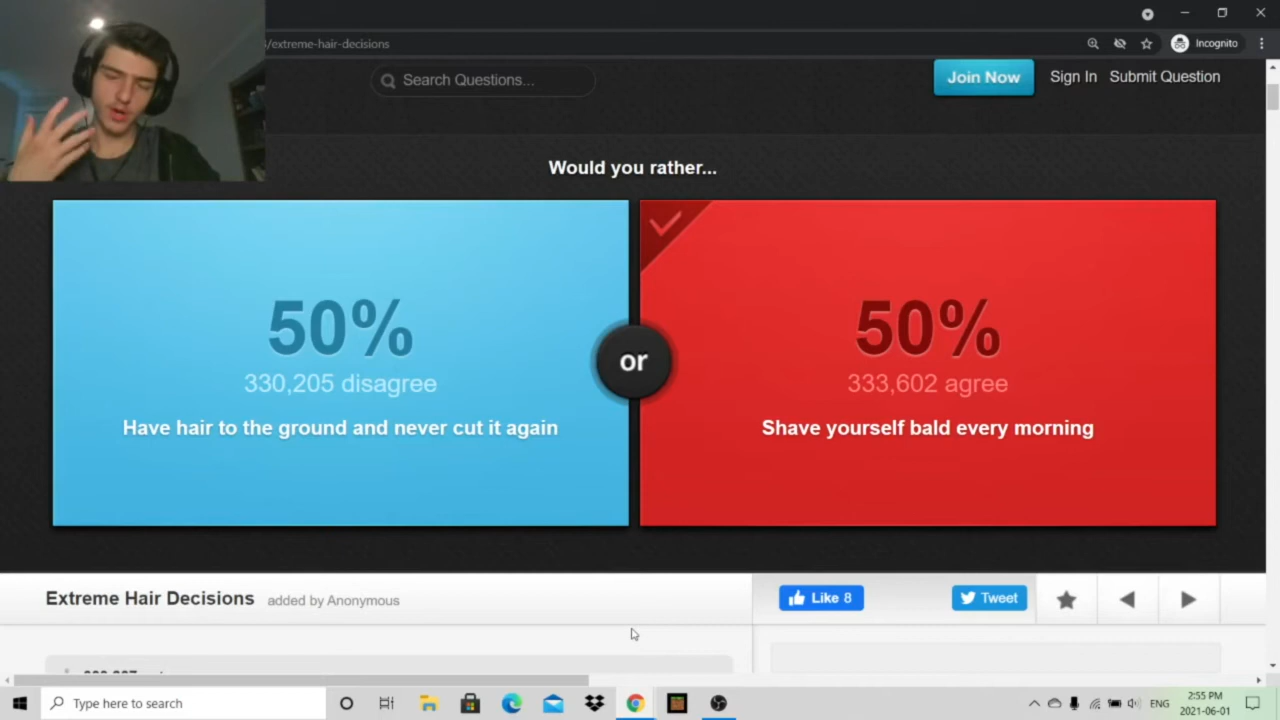 /extreme-hair-decisions
Incognito
Search Questions...
Join Now
Sign In
Submit Question
Would you rather...
50%
330,205 disagree
Have hair to the ground and never cut it again
or
50%
333,602 agree
Shave yourself bald every morning
Extreme Hair Decisions
added by Anonymous
Like 8
Tweet
Type here to search
ENG
2:55 PM
2021-06-01